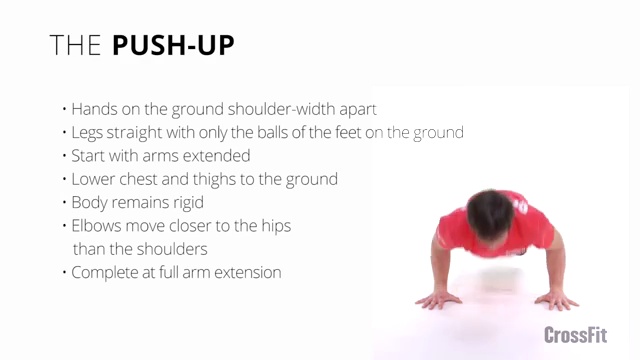 THE PUSH-UP
• Hands on the ground shoulder-width apart
• Legs straight with only the balls of the feet on the ground
• Start with arms extended
• Lower chest and thighs to the ground
• Body remains rigid
• Elbows move closer to the hips
than the shoulders
• Complete at full arm extension
CrossFit